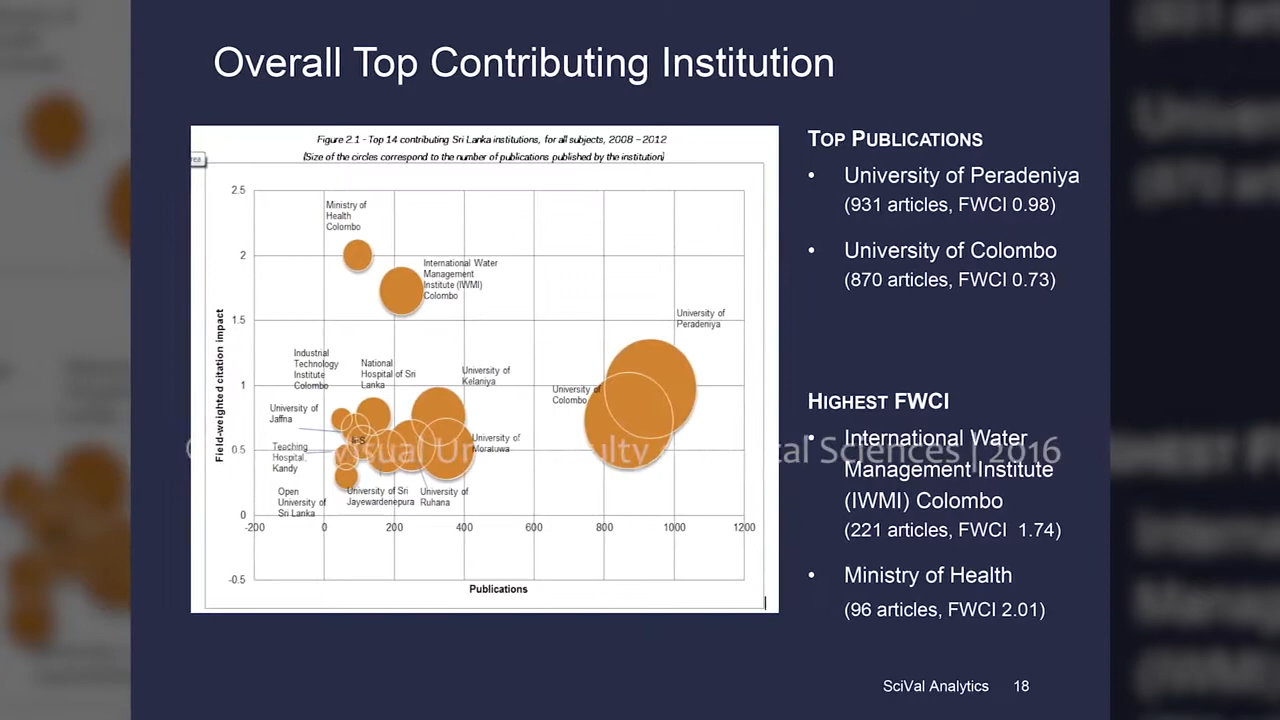 Overall Top Contributing Institution
Figure 2.1 - Top 14 contributing Sri Lanka institutions, for all subjects, 2008 – 2012
(Size of the circles correspond to the number of publications published by the institution)
2.5
2
1.5
1
0.5
0
-0.5
-200
0
200
400
600
800
1000
1200
Field-weighted citation impact
Publications
Ministry of
Health
Colombo
International Water
Management
Institute (IWMI)
Colombo
University of
Peradeniya
Industrial
Technology
Institute
Colombo
National
Hospital of Sri
Lanka
University of
Kelaniya
University of
Colombo
University of
Jaffna
Teaching
Hospital,
Kandy
University of
Moratuwa
Open
University of
Sri Lanka
University of Sri
Jayewardenepura
University of
Ruhana
TOP PUBLICATIONS
• University of Peradeniya
(931 articles, FWCI 0.98)
• University of Colombo
(870 articles, FWCI 0.73)
HIGHEST FWCI
• International Water
Management Institute
(IWMI) Colombo
(221 articles, FWCI 1.74)
• Ministry of Health
(96 articles, FWCI 2.01)
Sciences | 2016
SciVal Analytics 18